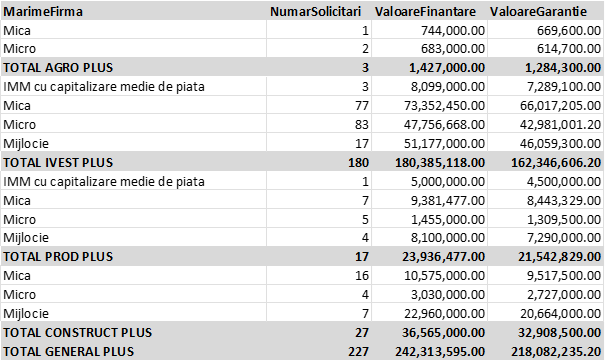 MarimeFirma NumarSolicitari ValoareFinantare ValoareGarantie
Mica 1 744,000.00 669,600.00
Micro 2 683,000.00 614,700.00
TOTAL AGRO PLUS 3 1,427,000.00 1,284,300.00
IMM cu capitalizare medie de piata 3 8,099,000.00 7,289,100.00
Mica 77 73,352,450.00 66,017,205.00
Micro 83 47,756,668.00 42,981,001.20
Mijlocie 17 51,177,000.00 46,059,300.00
TOTAL IVEST PLUS 180 180,385,118.00 162,346,606.20
IMM cu capitalizare medie de piata 1 5,000,000.00 4,500,000.00
Mica 7 9,381,477.00 8,443,329.00
Micro 5 1,455,000.00 1,309,500.00
Mijlocie 4 8,100,000.00 7,290,000.00
TOTAL PROD PLUS 17 23,936,477.00 21,542,829.00
Mica 16 10,575,000.00 9,517,500.00
Micro 4 3,030,000.00 2,727,000.00
Mijlocie 7 22,960,000.00 20,664,000.00
TOTAL CONSTRUCT PLUS 27 36,565,000.00 32,908,500.00
TOTAL GENERAL PLUS 227 242,313,595.00 218,082,235.20